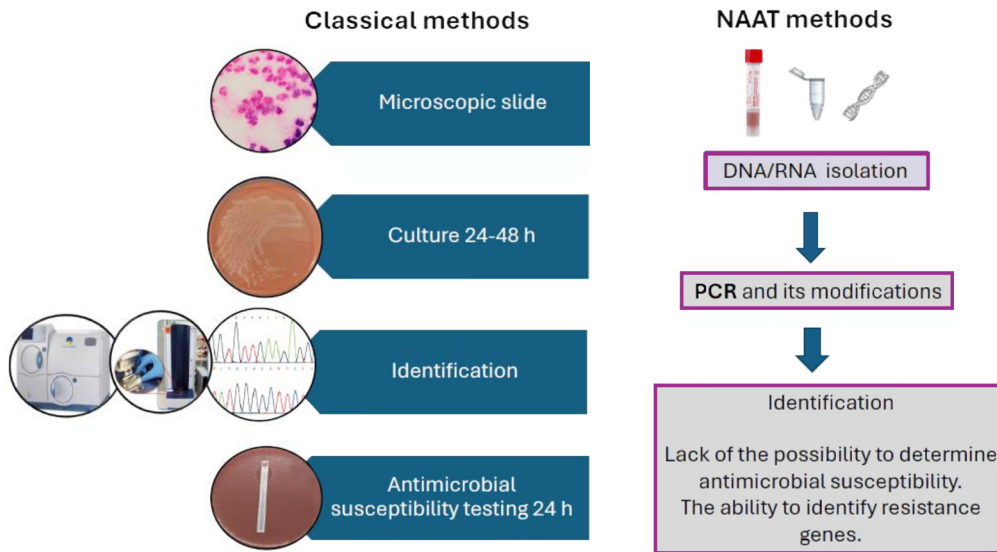 Classical methods
Microscopic slide
Culture 24-48 h
Identification
Antimicrobial
susceptibility testing 24 h
NAAT methods
DNA/RNA isolation
PCR and its modifications
Identification
Lack of the possibility to determine
antimicrobial susceptibility.
The ability to identify resistance
genes.